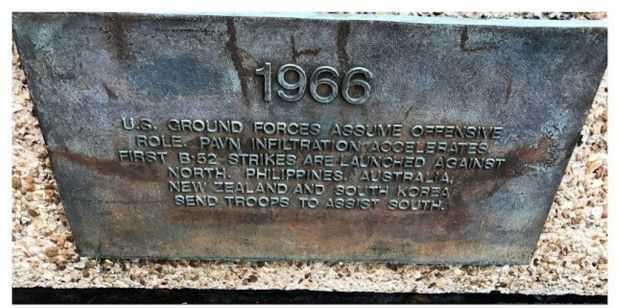 1966
U.S. GROUND FORCES ASSUME OFFENSIVE
ROLE. PAVN INFILTRATION ACCELERATES.
FIRST B-52 STRIKES ARE LAUNCHED AGAINST
NORTH. PHILIPPINES, AUSTRALIA,
NEW ZEALAND AND SOUTH KOREA
SEND TROOPS TO ASSIST SOUTH.